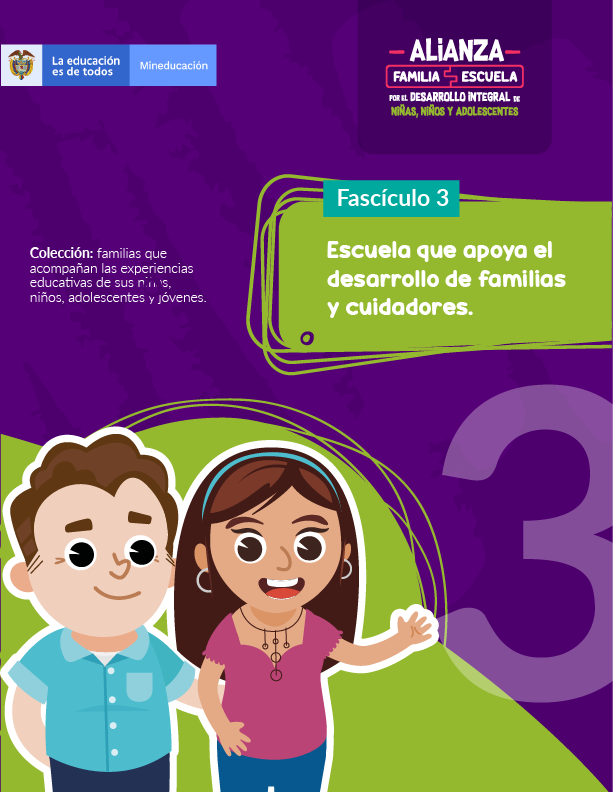 La educación
es de todos
Mineducación
ALiANZA
FAMILIA ESCUELA
POR EL DESARROLLO INTEGRAL DE
NIÑAS, NIÑOS Y ADOLESCENTES
Fascículo 3
Escuela que apoya el
desarrollo de familias
y cuidadores.
Colección: familias que
acompañan las experiencias
educativas de sus niñas,
niños, adolescentes y jóvenes.
3